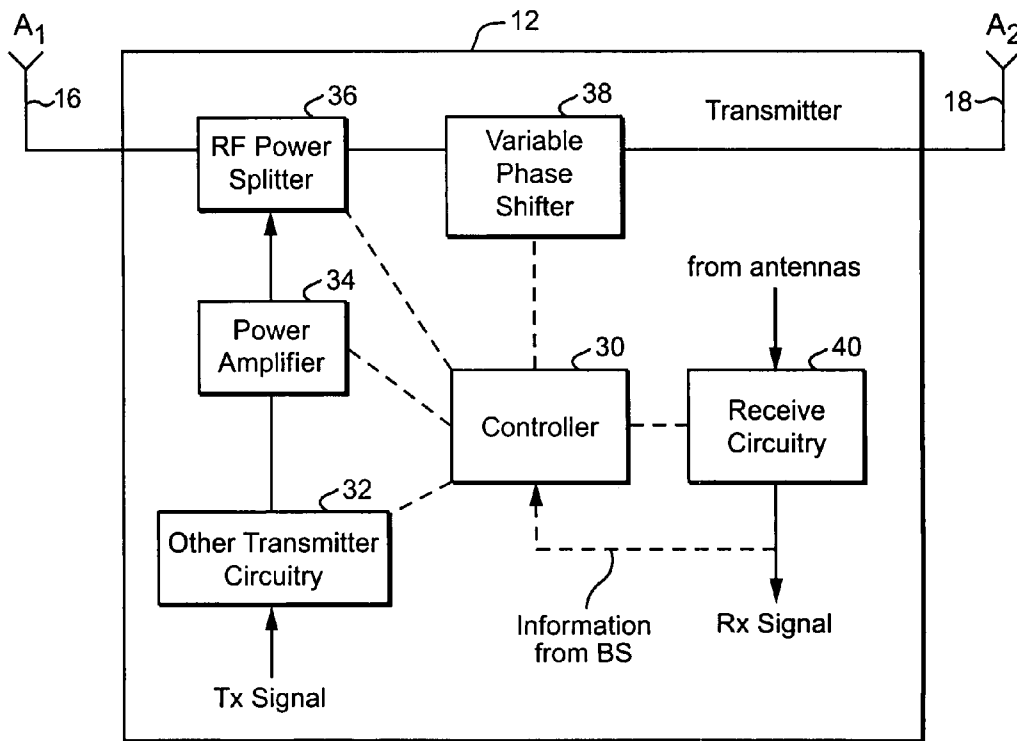 A1
12
A2
16
36
38
Transmitter
18
RF Power
Splitter
Variable
Phase
Shifter
from antennas
34
Power
Amplifier
30
40
Controller
Receive
Circuitry
32
Other Transmitter
Circuitry
Information
from BS
Rx Signal
Tx Signal